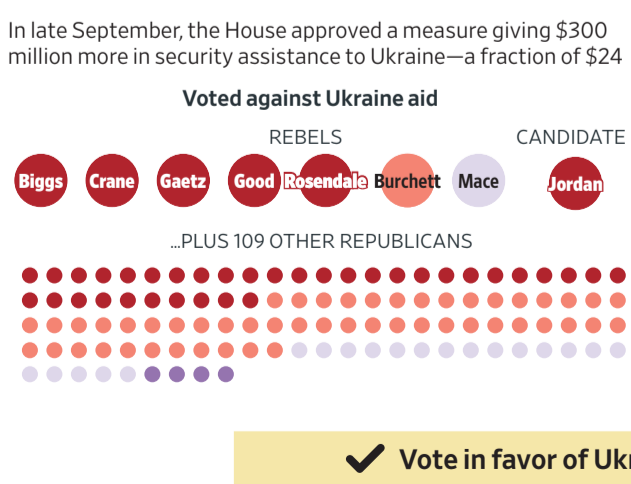 In late September, the House approved a measure giving $300
million more in security assistance to Ukraine—a fraction of $24
Voted against Ukraine aid
REBELS
CANDIDATE
Biggs
Crane
Gaetz
Good
Rosendale
Burchett
Mace
Jordan
...PLUS 109 OTHER REPUBLICANS
Vote in favor of Uk